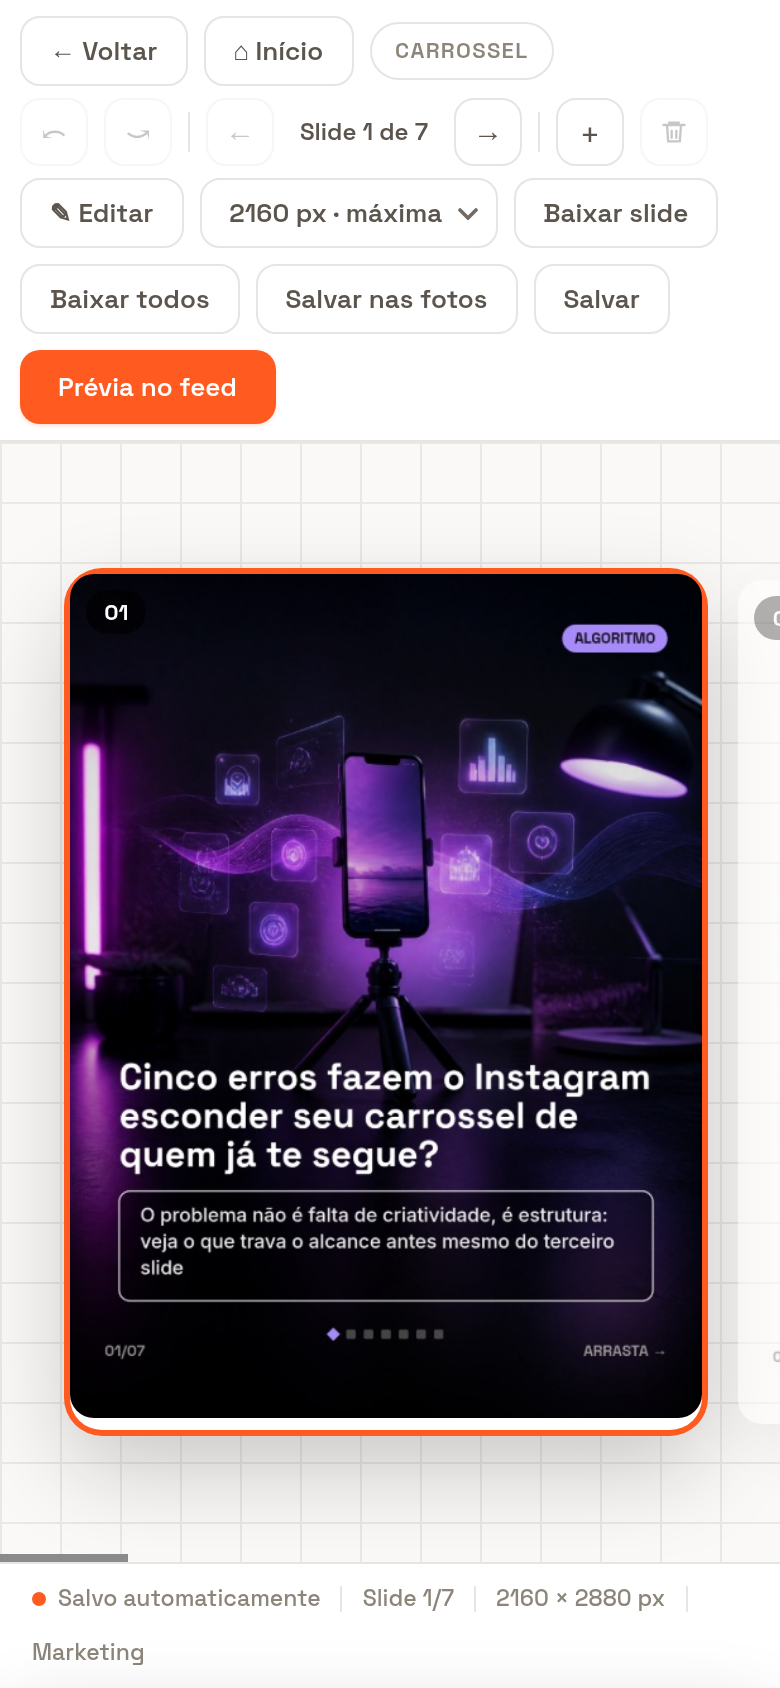 ← Voltar
⌂ Início
CARROSSEL
←
Slide 1 de 7
→
+
✎ Editar
2160 px · máxima
Baixar slide
Baixar todos
Salvar nas fotos
Salvar
Prévia no feed
01
ALGORITMO
Cinco erros fazem o Instagram
esconder seu carrossel de
quem já te segue?
O problema não é falta de criatividade, é estrutura:
veja o que trava o alcance antes mesmo do terceiro
slide
01/07
ARRASTA →
Salvo automaticamente
Slide 1/7
2160 × 2880 px
Marketing